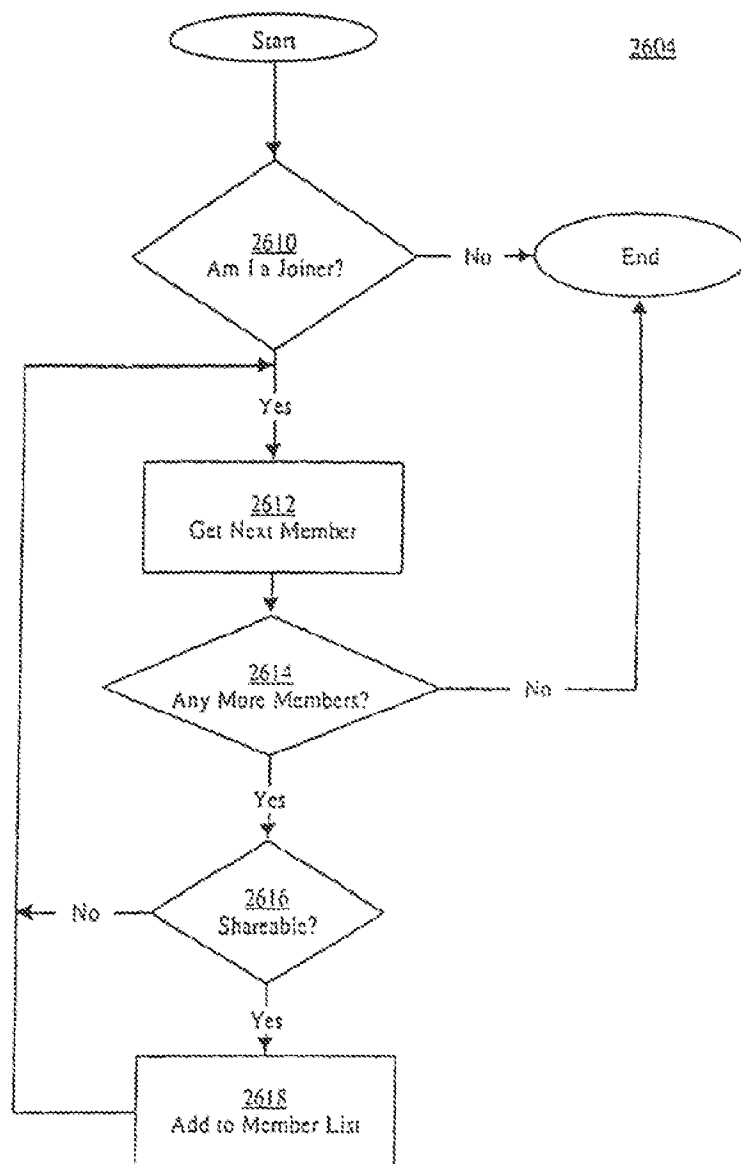 Start
2604
2610
Am I a Joiner?
No
End
Yes
2612
Get Next Member
2614
Any More Members?
No
Yes
2616
Shareable?
No
Yes
2618
Add to Member List